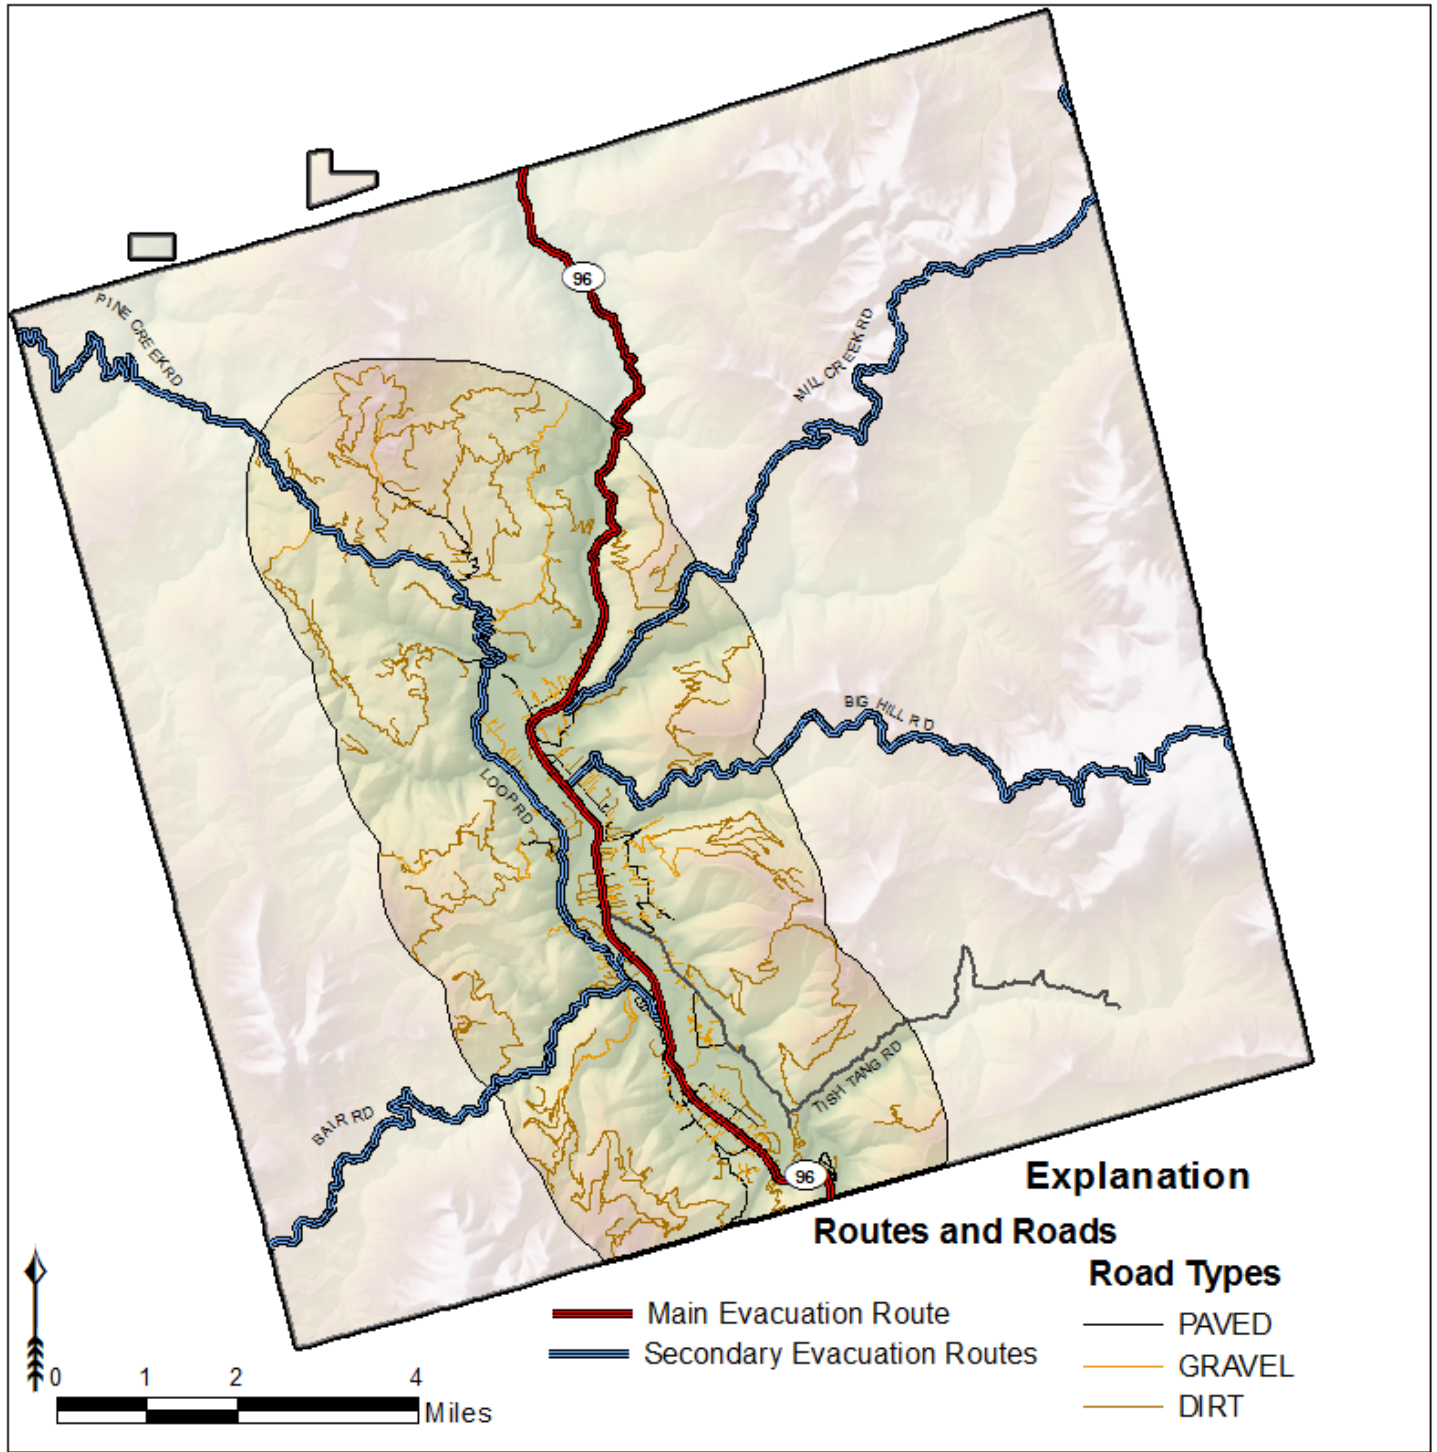 96
PINE CREEK RD
MILL CREEK RD
BIG HILL RD
LOOP RD
TISH TANG RD
BAIR RD
96
Explanation
Routes and Roads
Road Types
Main Evacuation Route
PAVED
Secondary Evacuation Routes
GRAVEL
DIRT
0 1 2 4
Miles